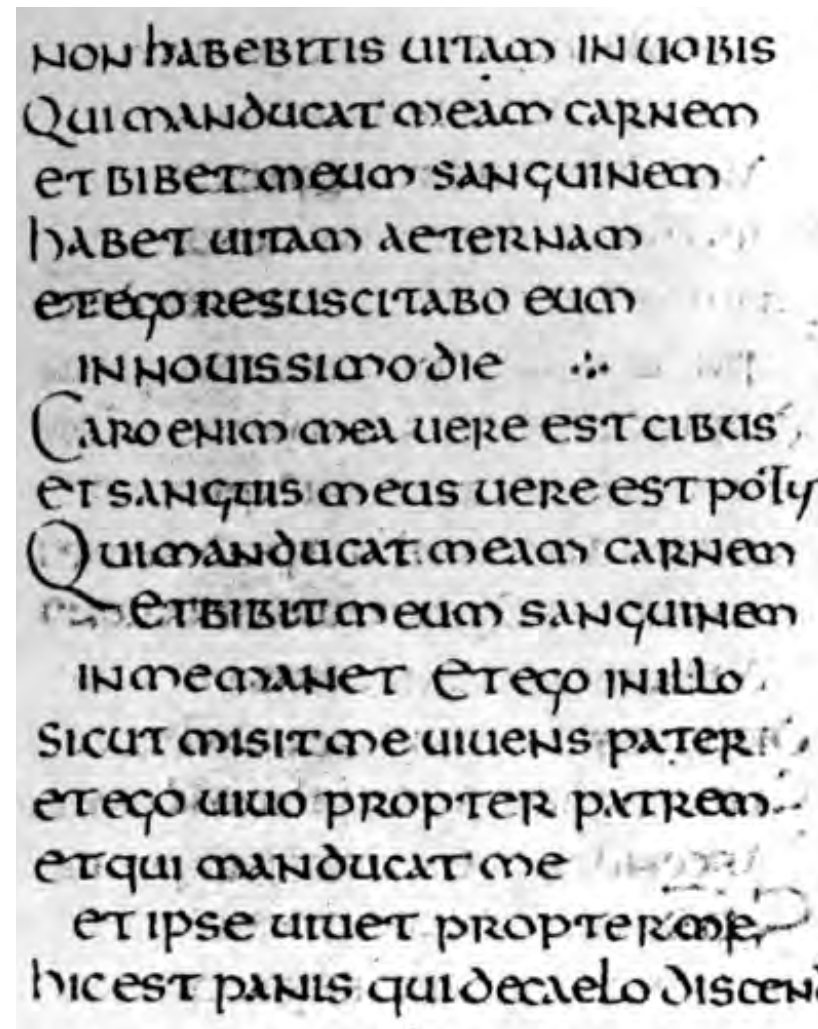 NON hABEBITIS UITAM IN UOBIS
QUI MANDUCAT MEAM CARNEM
ET BIBET MEUM SANGUINEM
hABET UITAM AETERNAM
ET EGO RESUSCITABO EUM
IN NOUISSIMO DIE
CARO ENIM MEA UERE EST CIBUS
ET SANGUIS MEUS UERE EST
QUI MANDUCAT MEAM CARNEM
ET BIBIT MEUM SANGUINEM
IN ME MANET ET EGO IN ILLO
SICUT MISIT ME UIUENS PATER
ET EGO UIUO PROPTER PATREM
ET QUI MANDUCAT ME
ET IPSE UIUET PROPTER ME
hIC EST PANIS QUI DE CAELO DISCEND